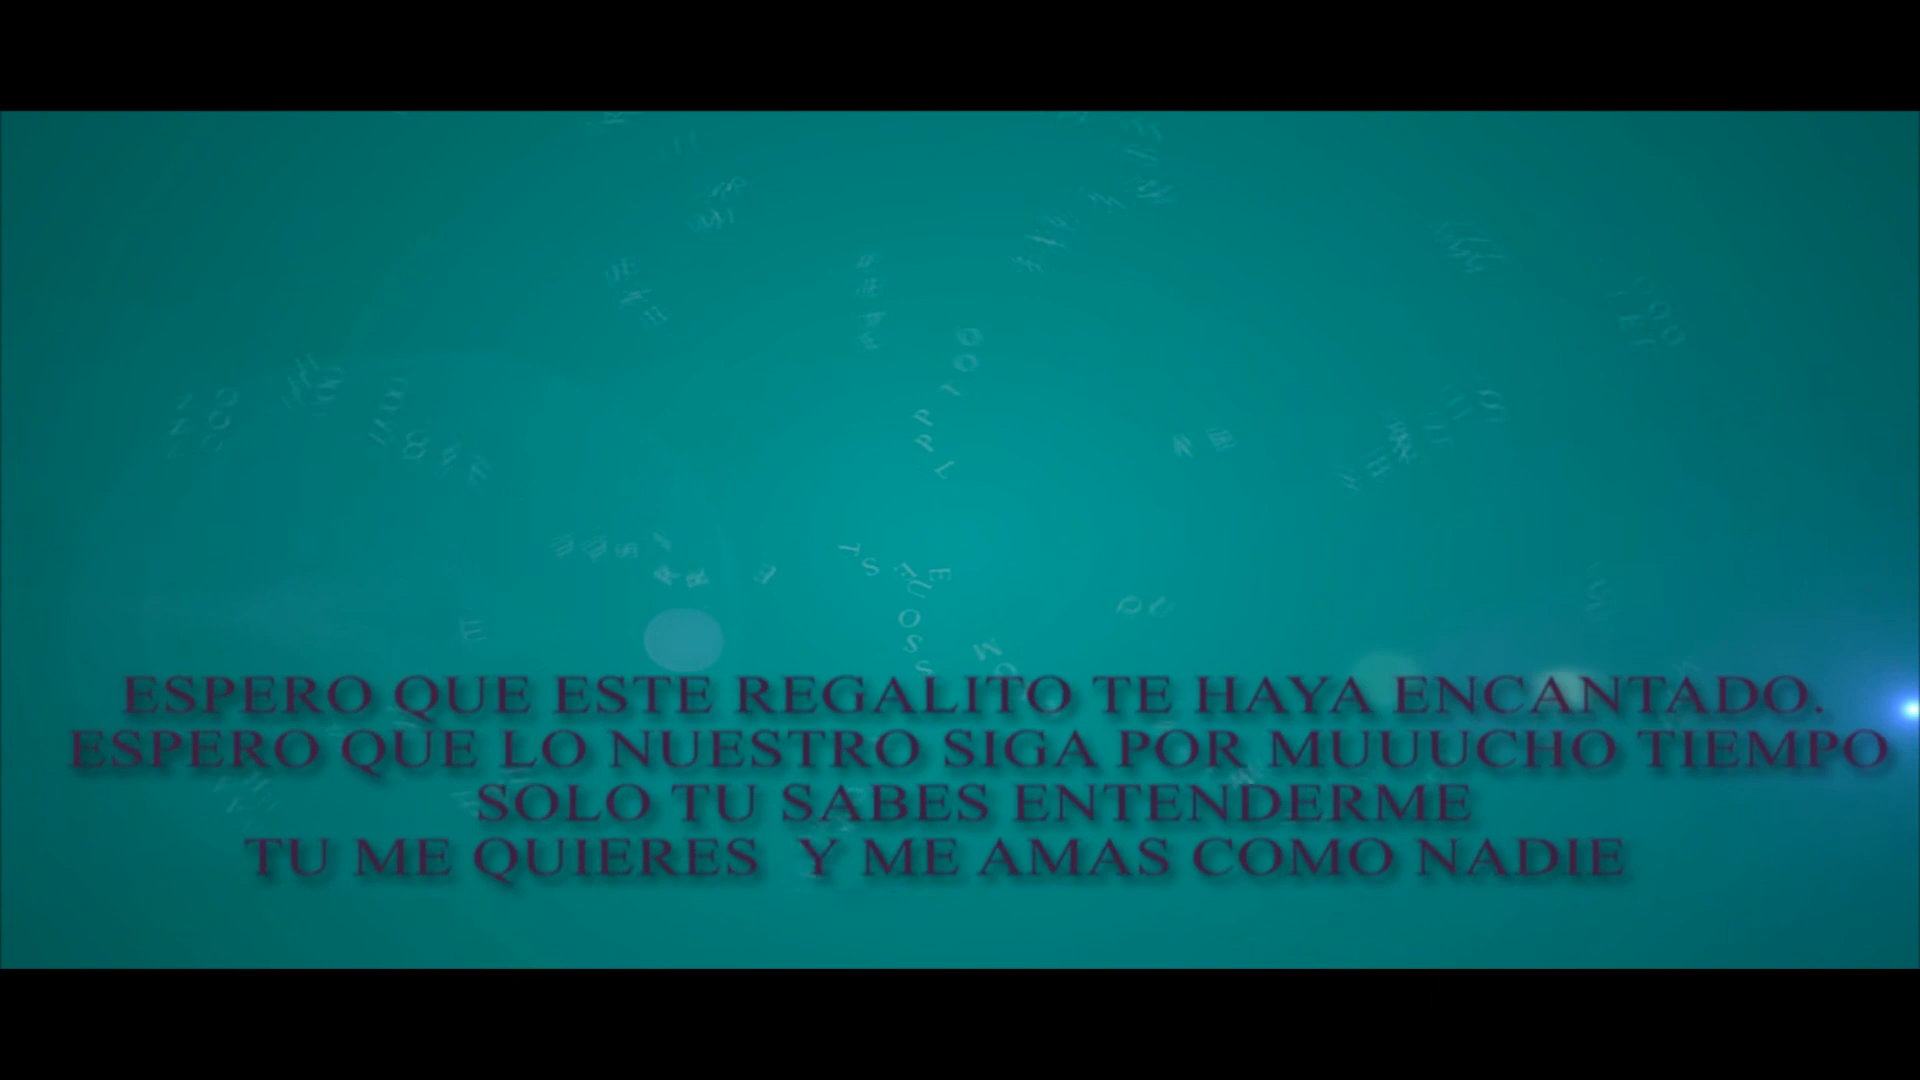 ESPERO QUE ESTE REGALITO TE HAYA ENCANTADO.
ESPERO QUE LO NUESTRO SIGA POR MUUUCHO TIEMPO
SOLO TU SABES ENTENDERME
TU ME QUIERES Y ME AMAS COMO NADIE